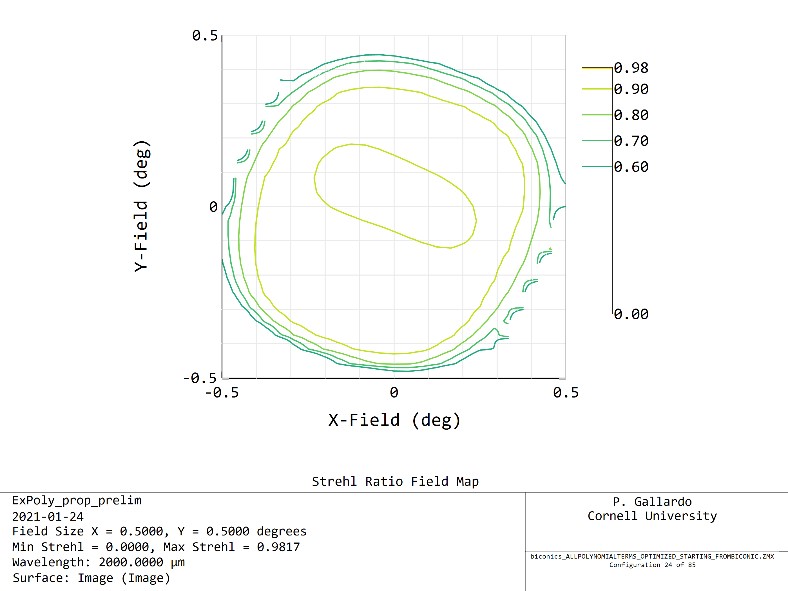 0.5
0
-0.5
-0.5
0
0.5
Y-Field (deg)
X-Field (deg)
0.98
0.90
0.80
0.70
0.60
0.00
Strehl Ratio Field Map
ExPoly_prop_prelim
2021-01-24
Field Size X = 0.5000, Y = 0.5000 degrees
Min Strehl = 0.0000, Max Strehl = 0.9817
Wavelength: 2000.0000 µm
Surface: Image (Image)
P. Gallardo
Cornell University
biconics_ALLPOLYNOMIALTERMS_OPTIMIZED_STARTING_FROMBICONIC.ZMX
Configuration 24 of 85